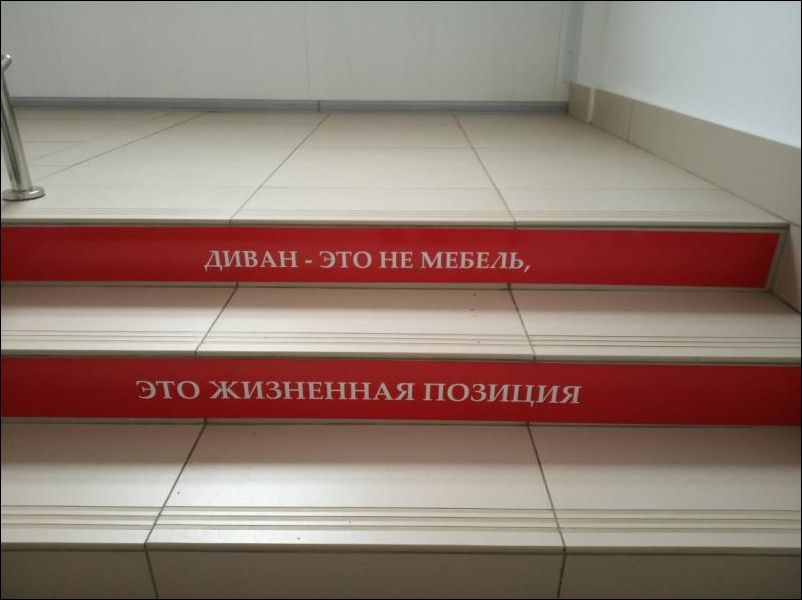 ДИВАН - ЭТО НЕ МЕБЕЛЬ,
ЭТО ЖИЗНЕННАЯ ПОЗИЦИЯ